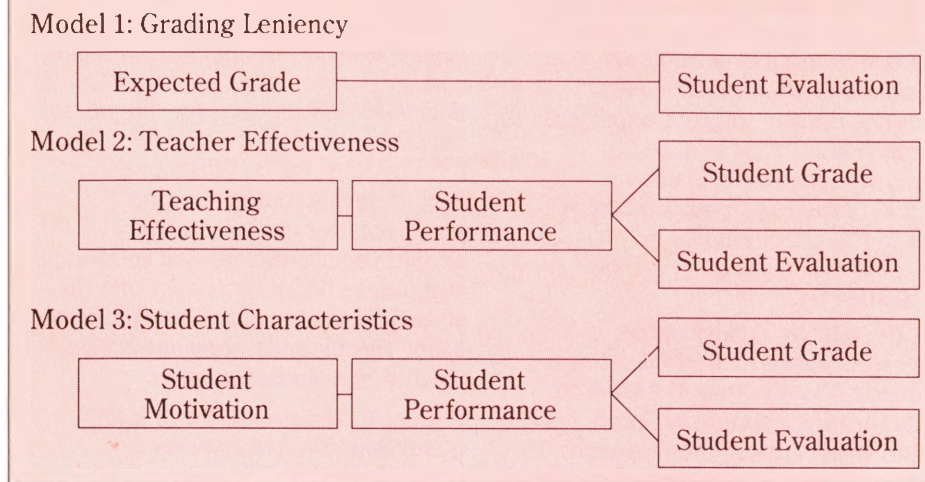 Model 1: Grading Leniency
Expected Grade
Student Evaluation
Model 2: Teacher Effectiveness
Teaching
Effectiveness
Student
Performance
Student Grade
Student Evaluation
Model 3: Student Characteristics
Student
Motivation
Student
Performance
Student Grade
Student Evaluation